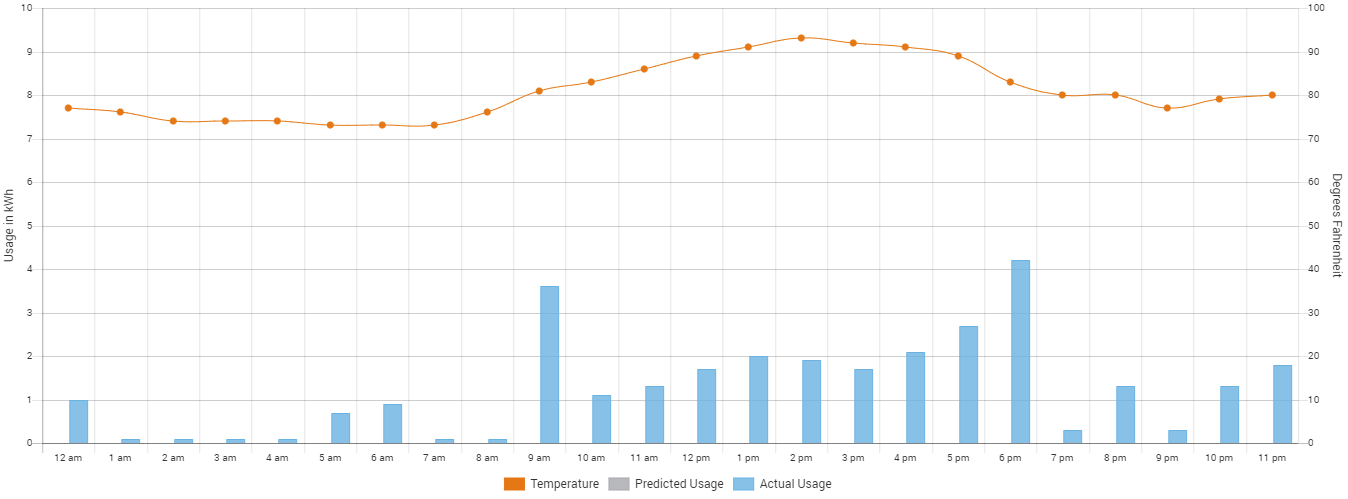 10 100
9 90
8 80
7 70
6 60
5 50
4 40
3 30
2 20
1 10
0 0
Usage in kWh
Degrees Fahrenheit
12 am 1 am 2 am 3 am 4 am 5 am 6 am 7 am 8 am 9 am 10 am 11 am 12 pm 1 pm 2 pm 3 pm 4 pm 5 pm 6 pm 7 pm 8 pm 9 pm 10 pm 11 pm
Temperature Predicted Usage Actual Usage